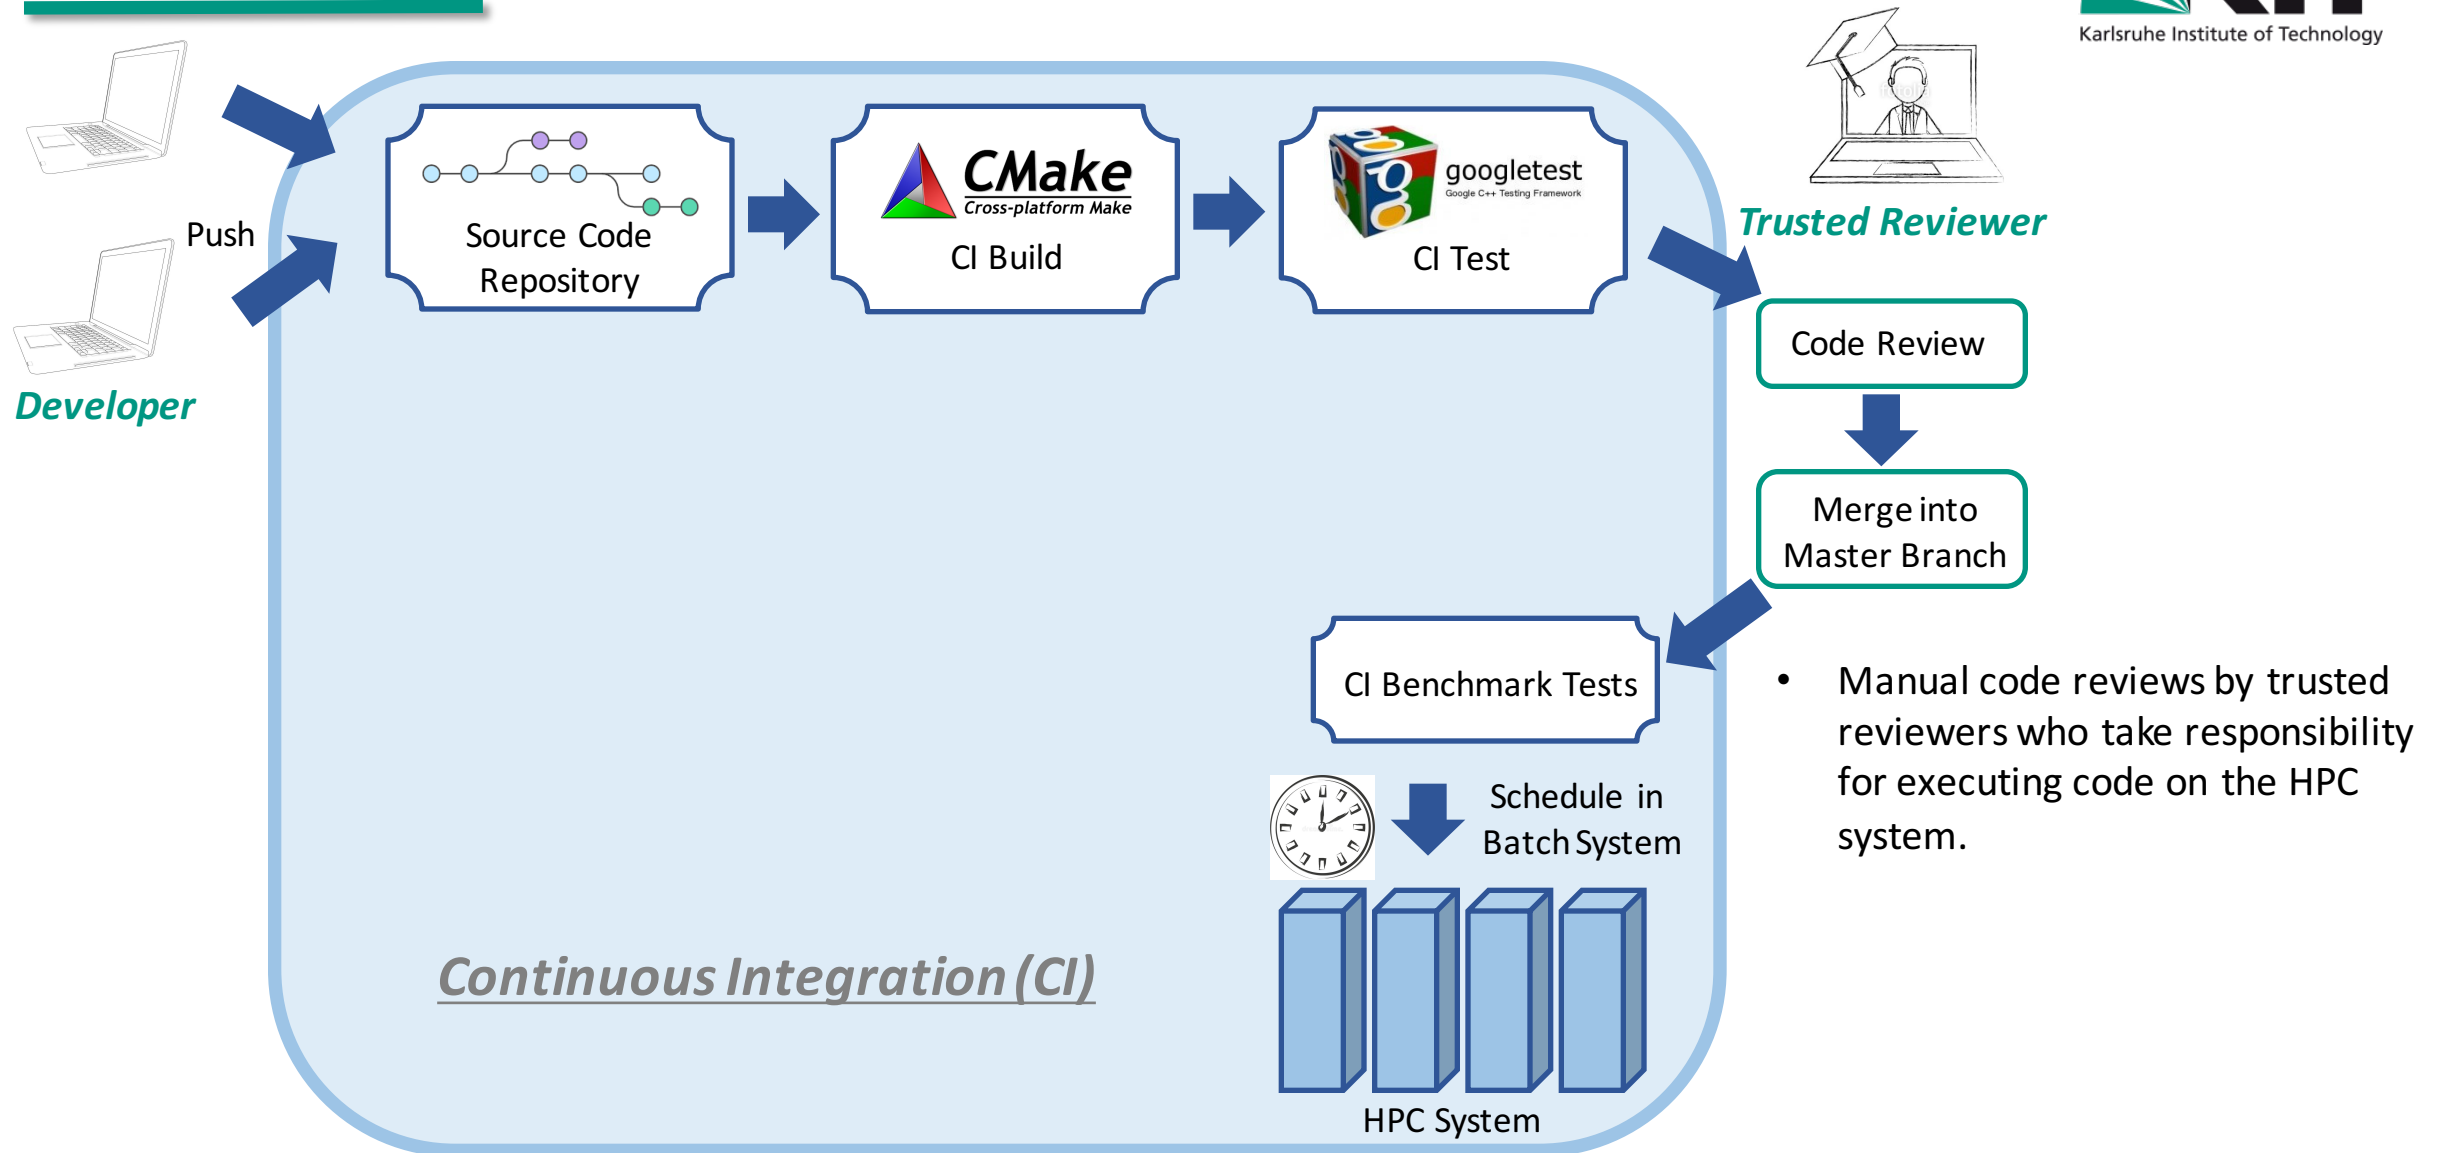 Karlsruhe Institute of Technology
Push
Developer
Source Code
Repository
CMake
Cross-platform Make
CI Build
googletest
Google C++ Testing Framework
CI Test
Trusted Reviewer
Code Review
Merge into
Master Branch
CI Benchmark Tests
Schedule in
Batch System
HPC System
Continuous Integration (CI)
• Manual code reviews by trusted
reviewers who take responsibility
for executing code on the HPC
system.